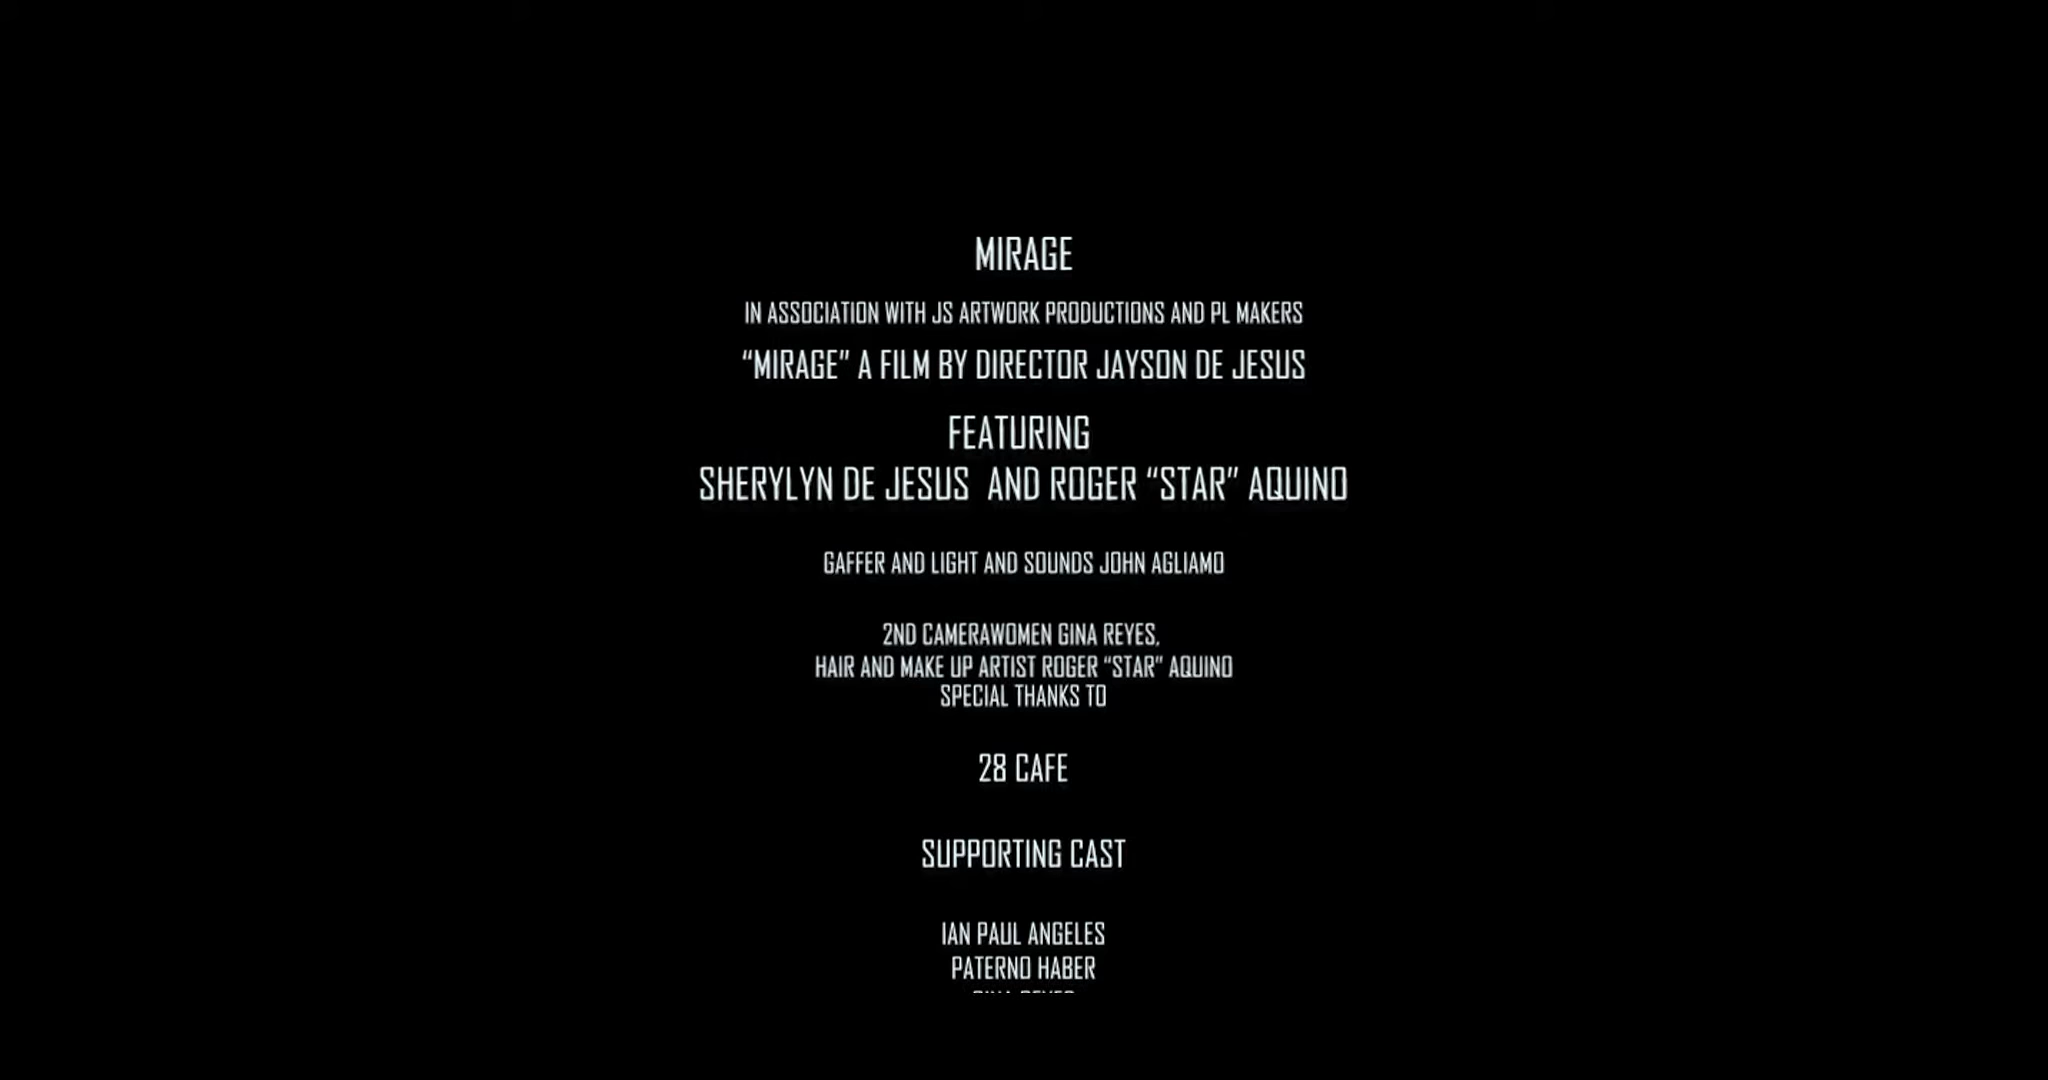 MIRAGE
IN ASSOCIATION WITH JS ARTWORK PRODUCTIONS AND PL MAKERS
“MIRAGE” A FILM BY DIRECTOR JAYSON DE JESUS
FEATURING
SHERYLYN DE JESUS AND ROGER “STAR” AQUINO
GAFFER AND LIGHT AND SOUNDS JOHN AGLIAMO
2ND CAMERAWOMEN GINA REYES,
HAIR AND MAKE UP ARTIST ROGER “STAR” AQUINO
SPECIAL THANKS TO
28 CAFE
SUPPORTING CAST
IAN PAUL ANGELES
PATERNO HABER